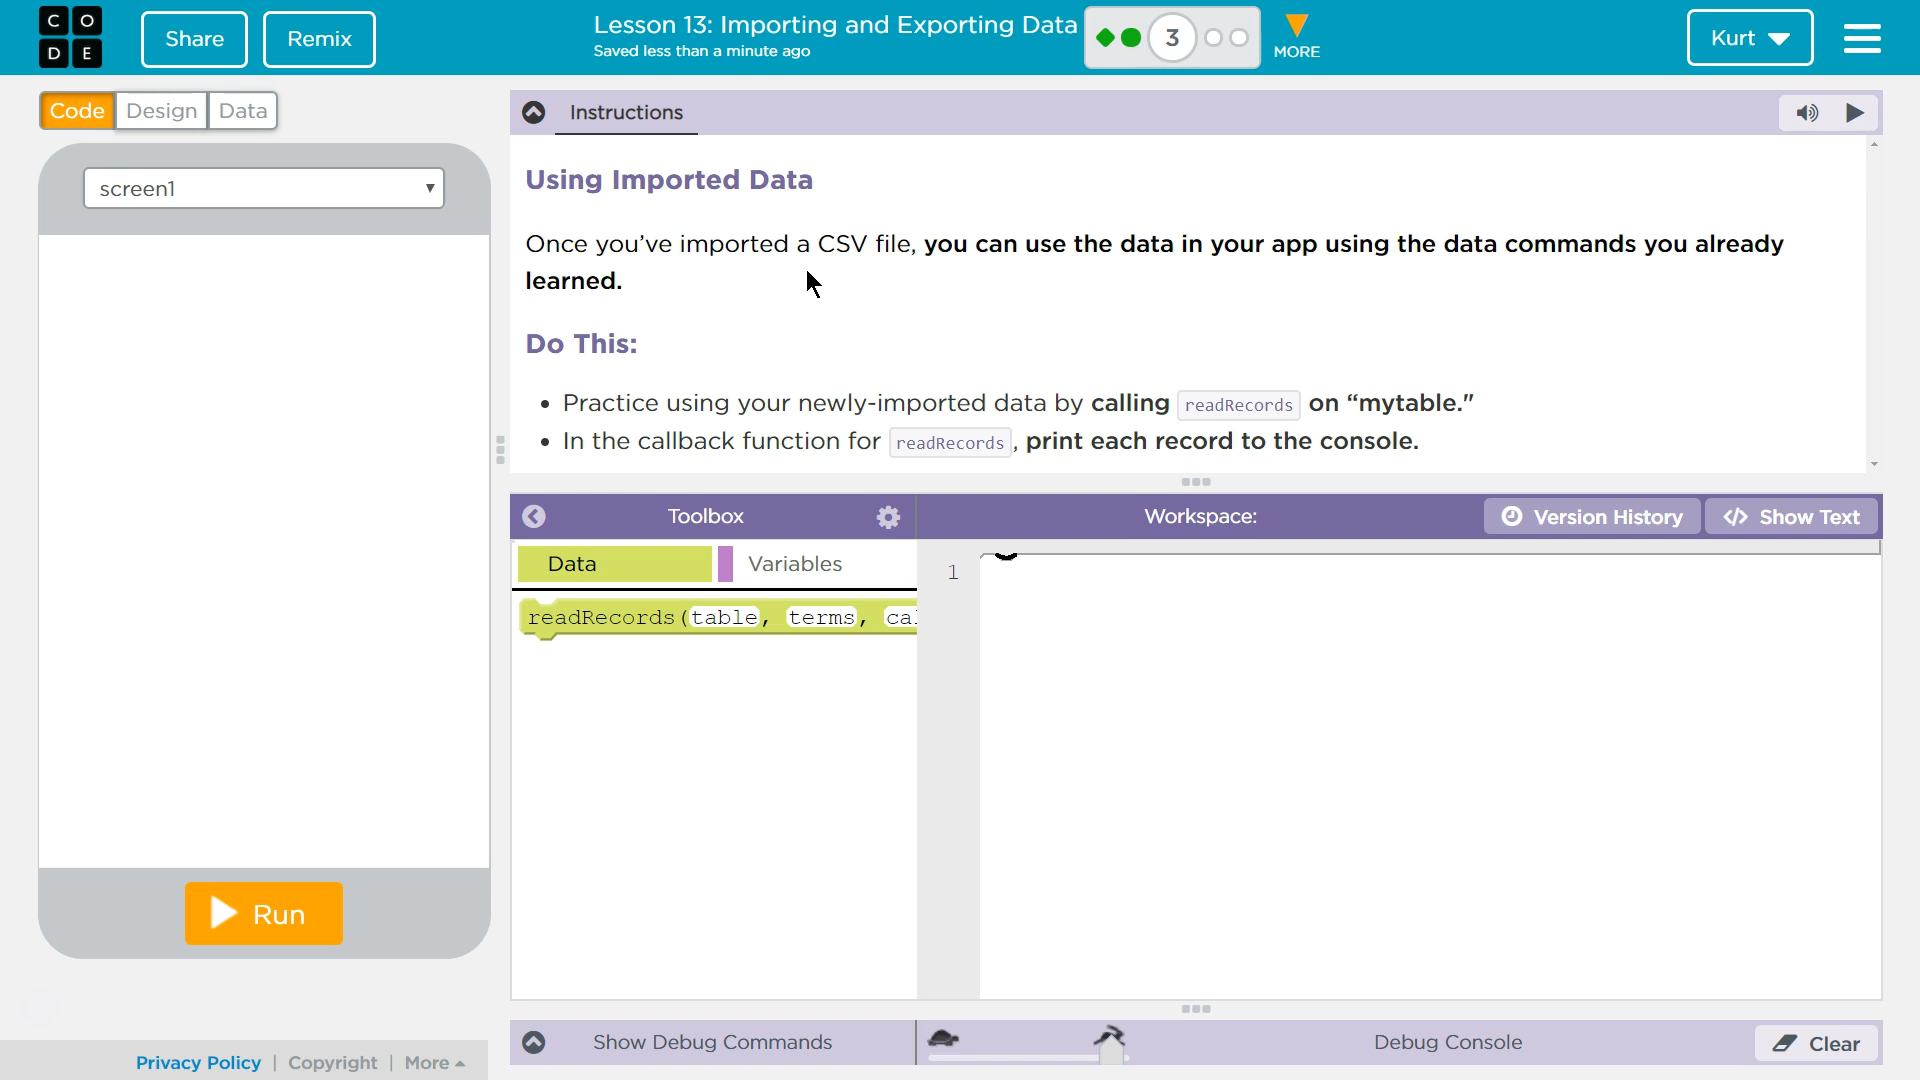 C O D E
Share
Remix
Lesson 13: Importing and Exporting Data
Saved less than a minute ago
3
MORE
Kurt
Code
Design
Data
screen1
Instructions
Using Imported Data
Once you’ve imported a CSV file, you can use the data in your app using the data commands you already
learned.
Do This:
• Practice using your newly-imported data by calling readRecords on “mytable."
• In the callback function for readRecords, print each record to the console.
Toolbox
Workspace:
Version History
Show Text
Data
Variables
1
readRecords(table, terms, cal
Run
Show Debug Commands
Debug Console
Clear
Privacy Policy | Copyright | More